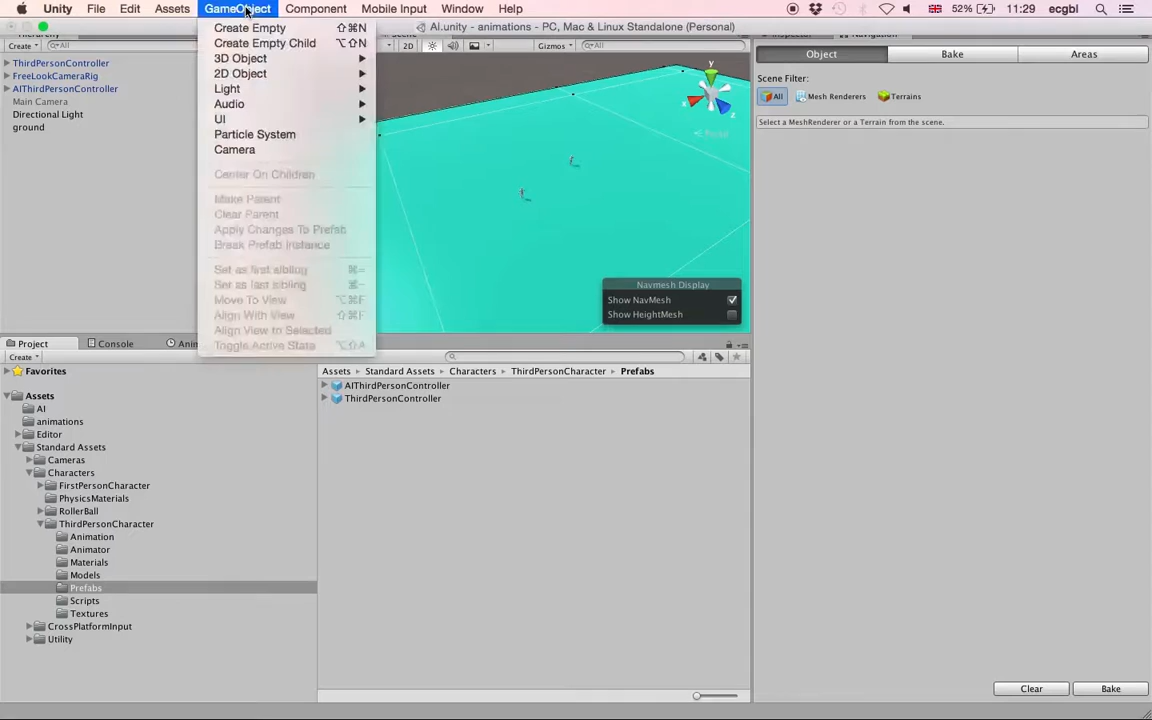 Unity File Edit Assets GameObject Component Mobile Input Window Help 52% 11:29 ecgbl
AI.unity - animations - PC, Mac & Linux Standalone (Personal)
Create All
2D Gizmos All
ThirdPersonController
FreeLookCameraRig
AIThirdPersonController
Main Camera
Directional Light
ground
Create Empty ⇧⌘N
Create Empty Child ⌥⇧N
3D Object
2D Object
Light
Audio
UI
Particle System
Camera
Center On Children
Make Parent
Clear Parent
Apply Changes To Prefab
Break Prefab Instance
Set as first sibling ⌘=
Set as last sibling ⌘-
Move To View ⌥⌘F
Align With View ⇧⌘F
Align View to Selected
Toggle Active State ⌥⇧A
y
x
z
Persp
Navmesh Display
Show NavMesh
Show HeightMesh
Object Bake Areas
Scene Filter:
All Mesh Renderers Terrains
Select a MeshRenderer or a Terrain from the scene.
Project Console
Create
Favorites
Assets
AI
animations
Editor
Standard Assets
Cameras
Characters
FirstPersonCharacter
PhysicsMaterials
RollerBall
ThirdPersonCharacter
Animation
Animator
Materials
Models
Prefabs
Scripts
Textures
CrossPlatformInput
Utility
Assets Standard Assets Characters ThirdPersonCharacter Prefabs
AIThirdPersonController
ThirdPersonController
Clear Bake